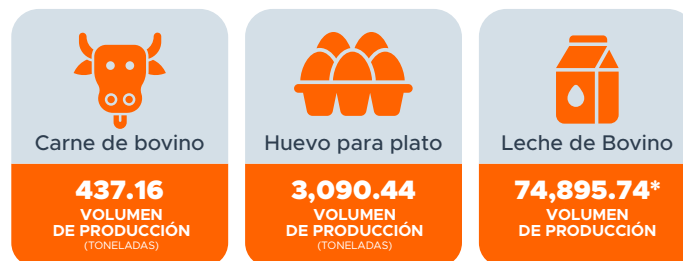 Carne de bovino
437.16
VOLUMEN
DE PRODUCCIÓN
(TONELADAS)
Huevo para plato
3,090.44
VOLUMEN
DE PRODUCCIÓN
(TONELADAS)
Leche de Bovino
74,895.74*
VOLUMEN
DE PRODUCCIÓN